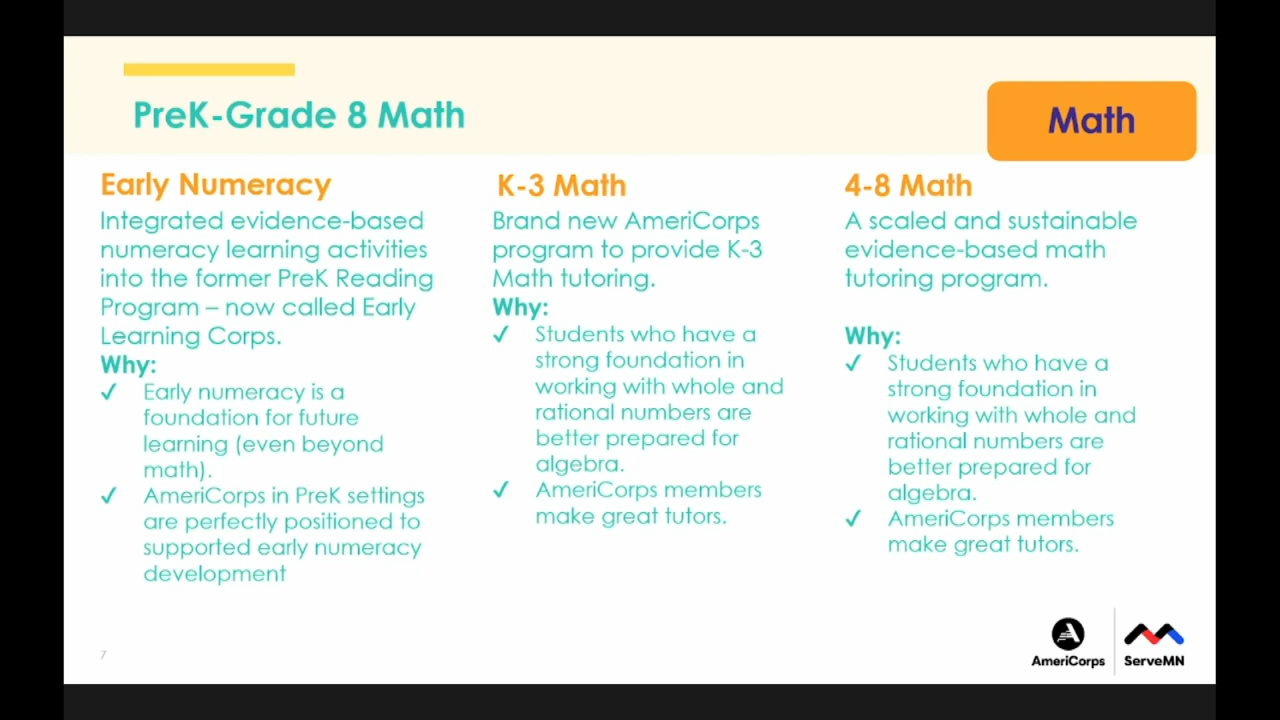 PreK-Grade 8 Math
Math
Early Numeracy
Integrated evidence-based
numeracy learning activities
into the former PreK Reading
Program – now called Early
Learning Corps.
Why:
✓ Early numeracy is a
foundation for future
learning (even beyond
math).
✓ AmeriCorps in PreK settings
are perfectly positioned to
supported early numeracy
development
K-3 Math
Brand new AmeriCorps
program to provide K-3
Math tutoring.
Why:
✓ Students who have a
strong foundation in
working with whole and
rational numbers are
better prepared for
algebra.
✓ AmeriCorps members
make great tutors.
4-8 Math
A scaled and sustainable
evidence-based math
tutoring program.
Why:
✓ Students who have a
strong foundation in
working with whole and
rational numbers are
better prepared for
algebra.
✓ AmeriCorps members
make great tutors.
7
AmeriCorps
ServeMN